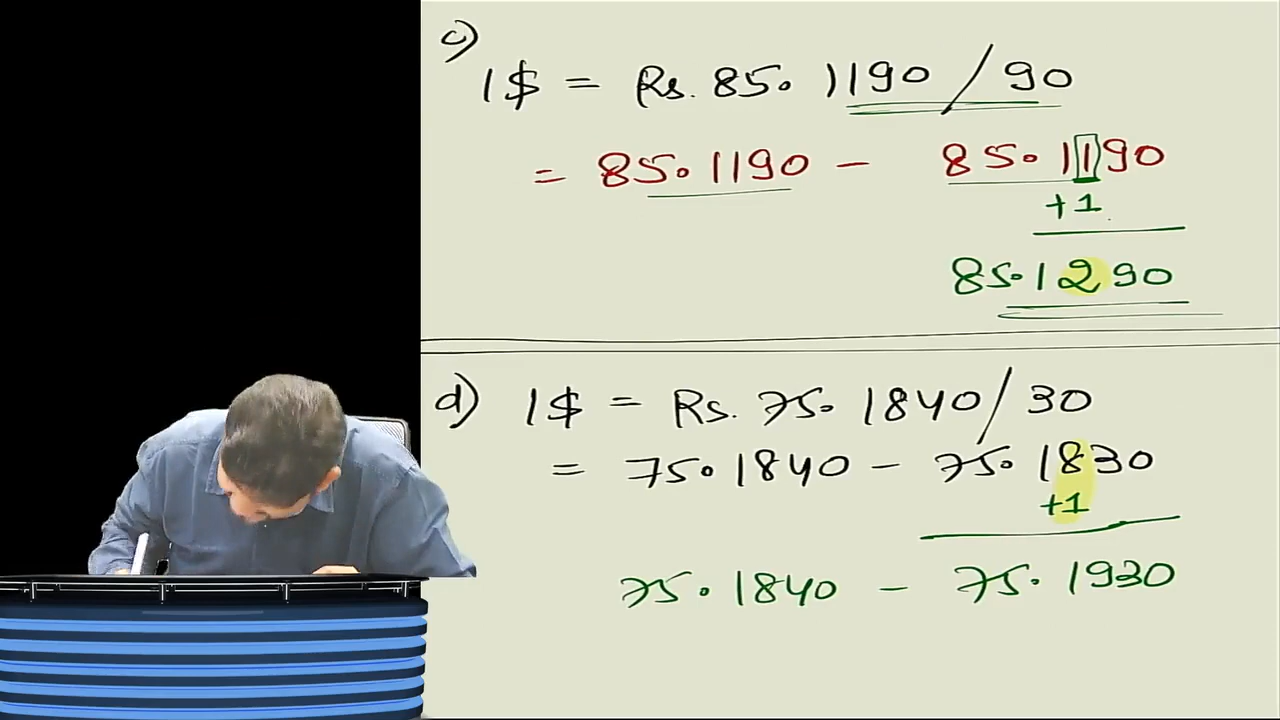 c)
1$ = Rs. 85.1190/90
= 85.1190 - 85.1190
+1
85.1290
d) 1$ = Rs. 75.1840/30
= 75.1840 - 75.1830
+1
75.1840 - 75.1930